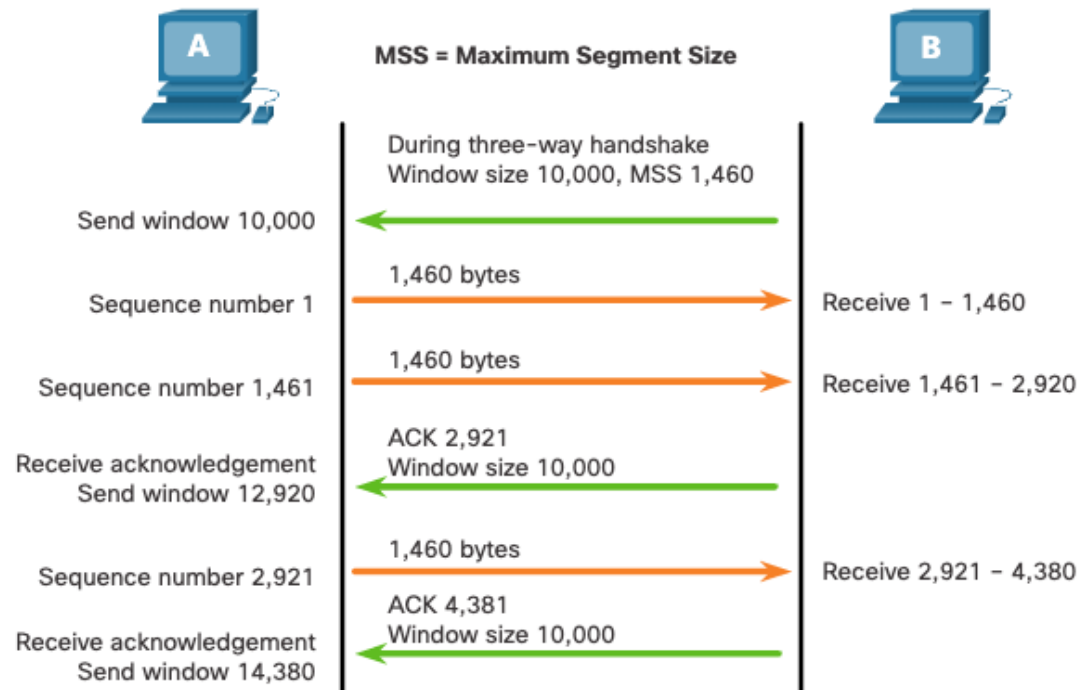 A
MSS = Maximum Segment Size
B
During three-way handshake
Window size 10,000, MSS 1,460
Send window 10,000
1,460 bytes
Sequence number 1
Receive 1 – 1,460
1,460 bytes
Sequence number 1,461
Receive 1,461 – 2,920
ACK 2,921
Window size 10,000
Receive acknowledgement
Send window 12,920
1,460 bytes
Sequence number 2,921
Receive 2,921 – 4,380
ACK 4,381
Window size 10,000
Receive acknowledgement
Send window 14,380